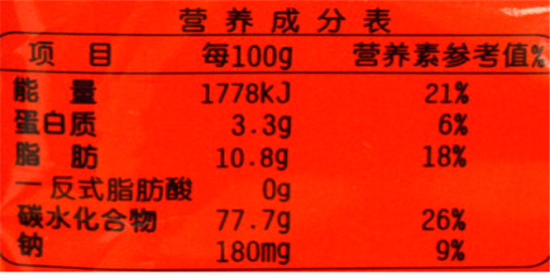 营养成分表
项 目 每100g 营养素参考值%
能 量 1778kJ 21%
蛋白质 3.3g 6%
脂 肪 10.8g 18%
一反式脂肪酸 0g
碳水化合物 77.7g 26%
钠 180mg 9%